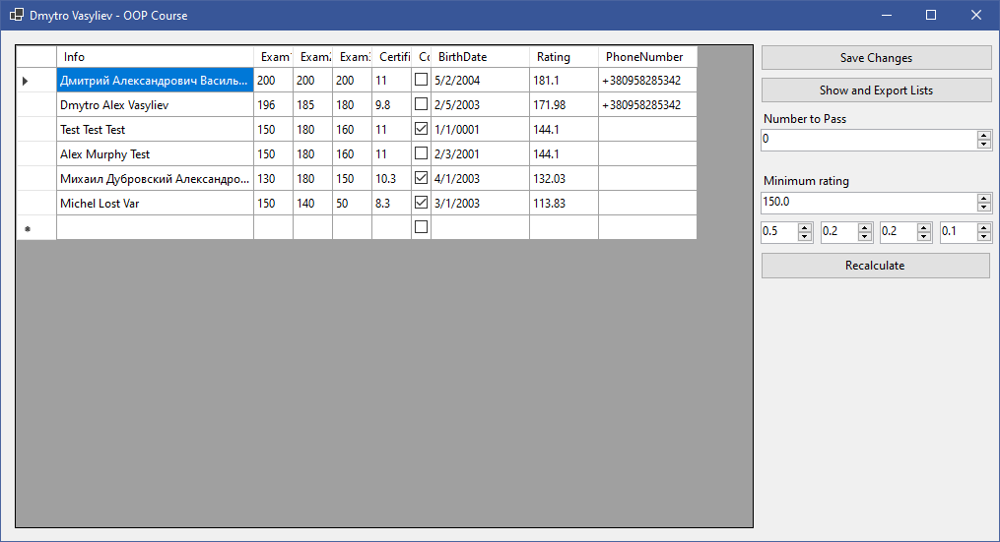 Dmytro Vasyliev - OOP Course
Info Exam1 Exam2 Exam3 Certifi Co BirthDate Rating PhoneNumber
Дмитрий Александрович Василь... 200 200 200 11 5/2/2004 181.1 +380958285342
Dmytro Alex Vasyliev 196 185 180 9.8 2/5/2003 171.98 +380958285342
Test Test Test 150 180 160 11 1/1/0001 144.1
Alex Murphy Test 150 180 160 11 2/3/2001 144.1
Михаил Дубровский Александро... 130 180 150 10.3 4/1/2003 132.03
Michel Lost Var 150 140 50 8.3 3/1/2003 113.83
Save Changes
Show and Export Lists
Number to Pass
0
Minimum rating
150.0
0.5 0.2 0.2 0.1
Recalculate